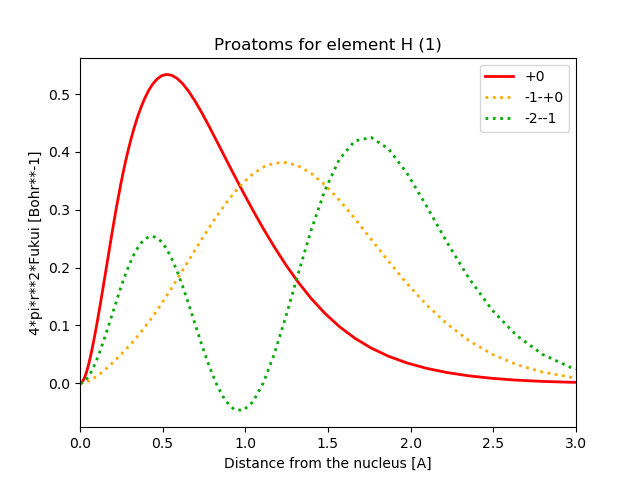 Proatoms for element H (1)
+0
-1-+0
-2--1
4*pi*r**2*Fukui [Bohr**-1]
0.5
0.4
0.3
0.2
0.1
0.0
0.0 0.5 1.0 1.5 2.0 2.5 3.0
Distance from the nucleus [A]